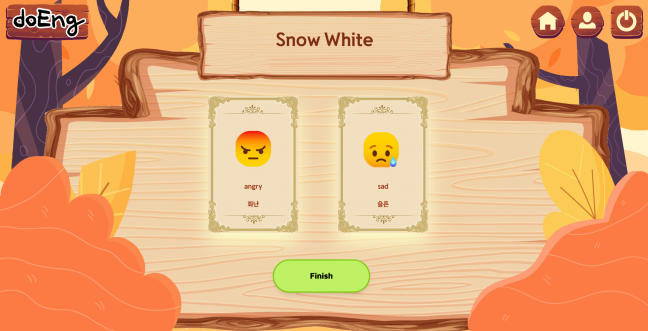 doEng
Snow White
angry
화난
sad
슬픈
Finish